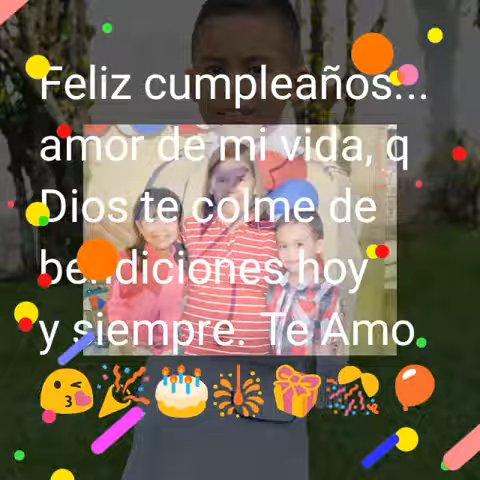 Feliz cumpleaños...
amor de mi vida, q
Dios te colme de
bendiciones hoy
y siempre. Te Amo
😘🎉🎂🎇🎁🎊🎈